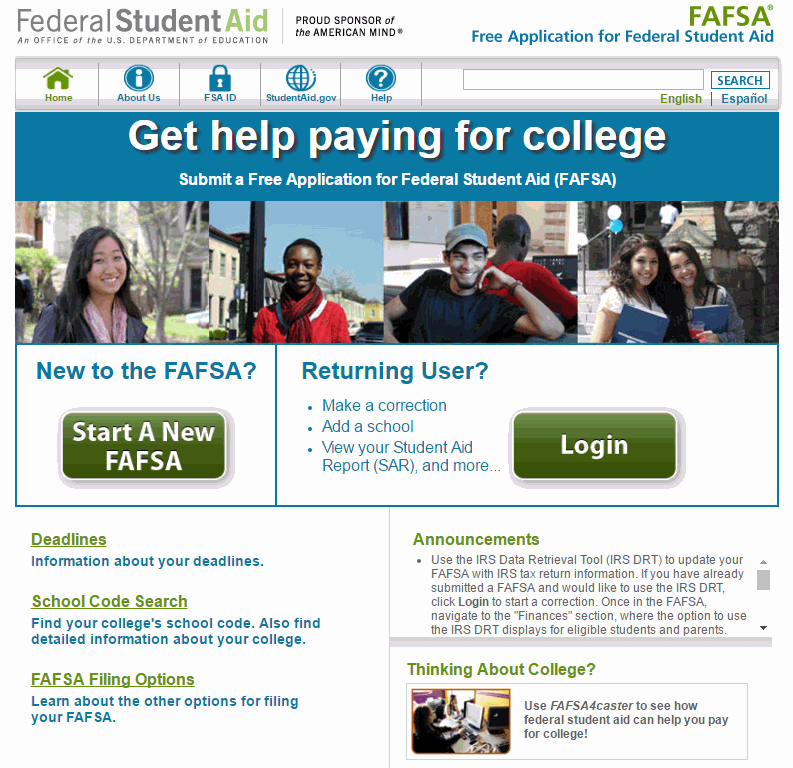 Federal Student Aid
An OFFICE of the U.S. DEPARTMENT of EDUCATION
PROUD SPONSOR of
the AMERICAN MIND®
FAFSA®
Free Application for Federal Student Aid
Home
About Us
FSA ID
StudentAid.gov
Help
SEARCH
English | Español
Get help paying for college
Submit a Free Application for Federal Student Aid (FAFSA)
New to the FAFSA?
Start A New
FAFSA
Returning User?
• Make a correction
• Add a school
• View your Student Aid
Report (SAR), and more...
Login
Deadlines
Information about your deadlines.
School Code Search
Find your college's school code. Also find
detailed information about your college.
FAFSA Filing Options
Learn about the other options for filing
your FAFSA.
Announcements
• Use the IRS Data Retrieval Tool (IRS DRT) to update your
FAFSA with IRS tax return information. If you have already
submitted a FAFSA and would like to use the IRS DRT,
click Login to start a correction. Once in the FAFSA,
navigate to the "Finances" section, where the option to use
the IRS DRT displays for eligible students and parents.
Thinking About College?
Use FAFSA4caster to see how
federal student aid can help you pay
for college!